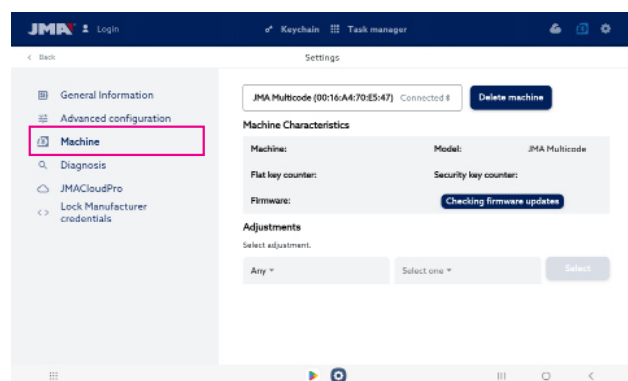 JMA Login Keychain Task manager
Back Settings
General Information
Advanced configuration
Machine
Diagnosis
JMACloudPro
Lock Manufacturer
credentials
JMA Multicode (00:16:A4:70:E5:47) Connected Delete machine
Machine Characteristics
Machine: Model: JMA Multicode
Flat key counter: Security key counter:
Firmware: Checking firmware updates
Adjustments
Select adjustment.
Any Select one Select